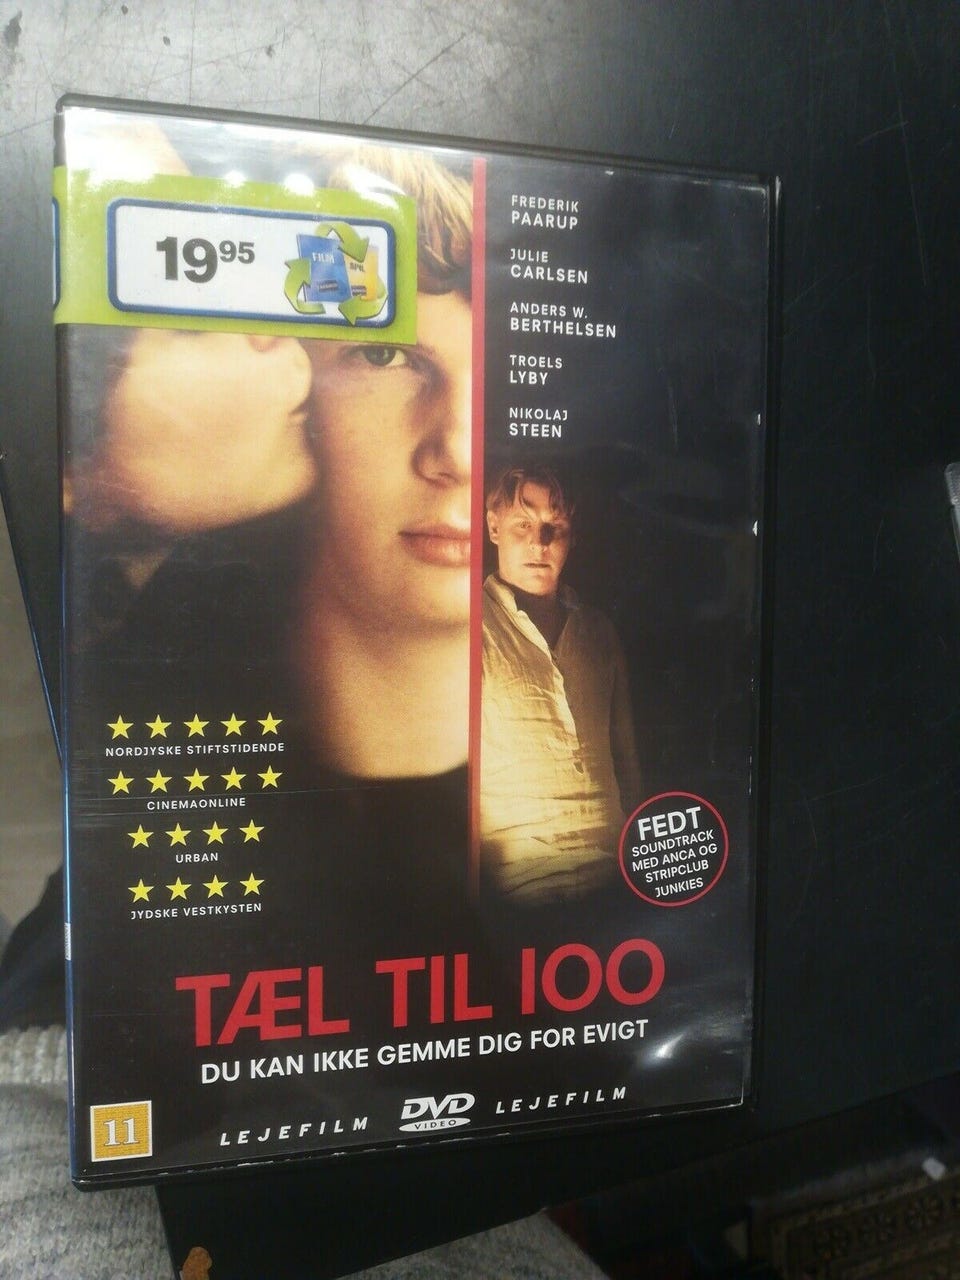 19 95
FILM
SPIL
FREDERIK
PAARUP
JULIE
CARLSEN
ANDERS W.
BERTHELSEN
TROELS
LYBY
NIKOLAJ
STEEN
NORDJYSKE STIFTSTIDENDE
CINEMAONLINE
URBAN
JYDSKE VESTKYSTEN
FEDT
SOUNDTRACK
MED ANCA OG
STRIPCLUB
JUNKIES
TÆL TIL 100
DU KAN IKKE GEMME DIG FOR EVIGT
11
LEJEFILM DVD LEJEFILM
VIDEO